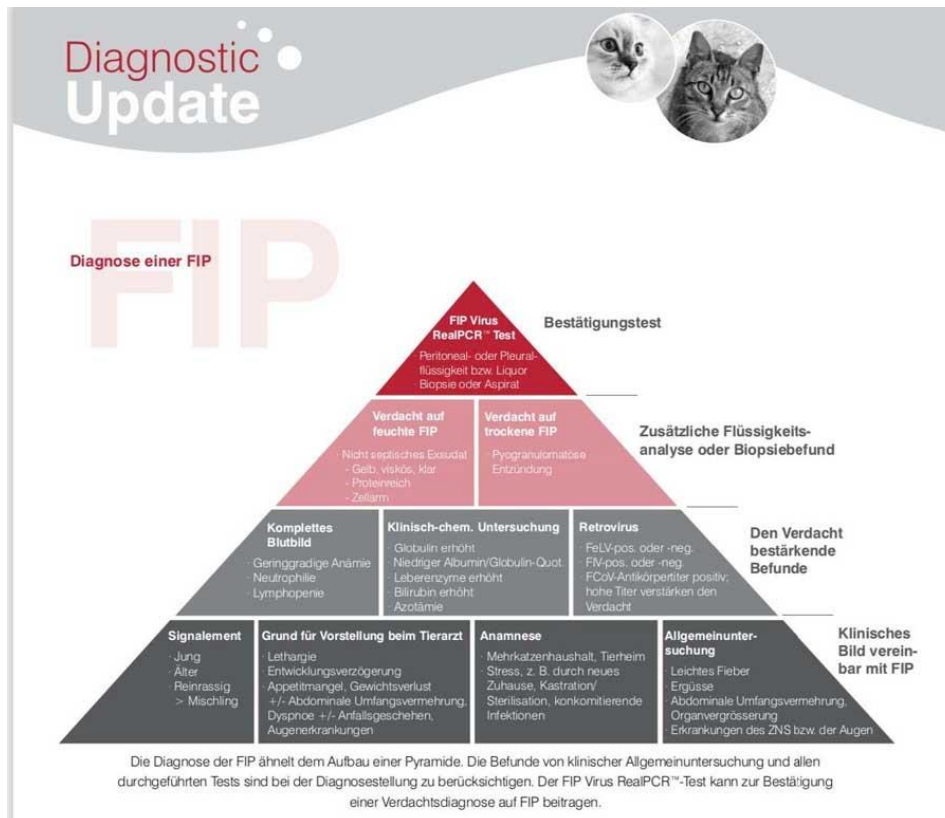 Diagnostic
Update
FIP
Diagnose einer FIP
FIP Virus
RealPCR™ Test
· Peritoneal- oder Pleural-
flüssigkeit bzw. Liquor
· Biopsie oder Aspirat
Bestätigungstest
Verdacht auf
feuchte FIP
· Nicht septisches Exsudat
- Gelb, viskös, klar
- Proteinreich
- Zellarm
Verdacht auf
trockene FIP
· Pyogranulomatöse
Entzündung
Zusätzliche Flüssigkeits-
analyse oder Biopsiebefund
Komplettes
Blutbild
· Geringgradige Anämie
· Neutrophilie
· Lymphopenie
Klinisch-chem. Untersuchung
· Globulin erhöht
· Niedriger Albumin/Globulin-Quot.
· Leberenzyme erhöht
· Bilirubin erhöht
· Azotämie
Retrovirus
· FeLV-pos. oder -neg.
· FIV-pos. oder -neg.
· FCoV-Antikörpertiter positiv;
hohe Titer verstärken den
Verdacht
Den Verdacht
bestärkende
Befunde
Signalement
· Jung
· Älter
· Reinrassig
> Mischling
Grund für Vorstellung beim Tierarzt
· Lethargie
· Entwicklungsverzögerung
· Appetitmangel, Gewichtsverlust
+/- Abdominale Umfangsvermehrung,
Dyspnoe +/- Anfallsgeschehen,
Augenerkrankungen
Anamnese
· Mehrkatzenhaushalt, Tierheim
· Stress, z. B. durch neues
Zuhause, Kastration/
Sterilisation, konkomitierende
Infektionen
Allgemeinunter-
suchung
· Leichtes Fieber
· Ergüsse
· Abdominale Umfangsvermehrung,
Organvergrösserung
· Erkrankungen des ZNS bzw. der Augen
Klinisches
Bild verein-
bar mit FIP
Die Diagnose der FIP ähnelt dem Aufbau einer Pyramide. Die Befunde von klinischer Allgemeinuntersuchung und allen
durchgeführten Tests sind bei der Diagnosestellung zu berücksichtigen. Der FIP Virus RealPCR™-Test kann zur Bestätigung
einer Verdachtsdiagnose auf FIP beitragen.